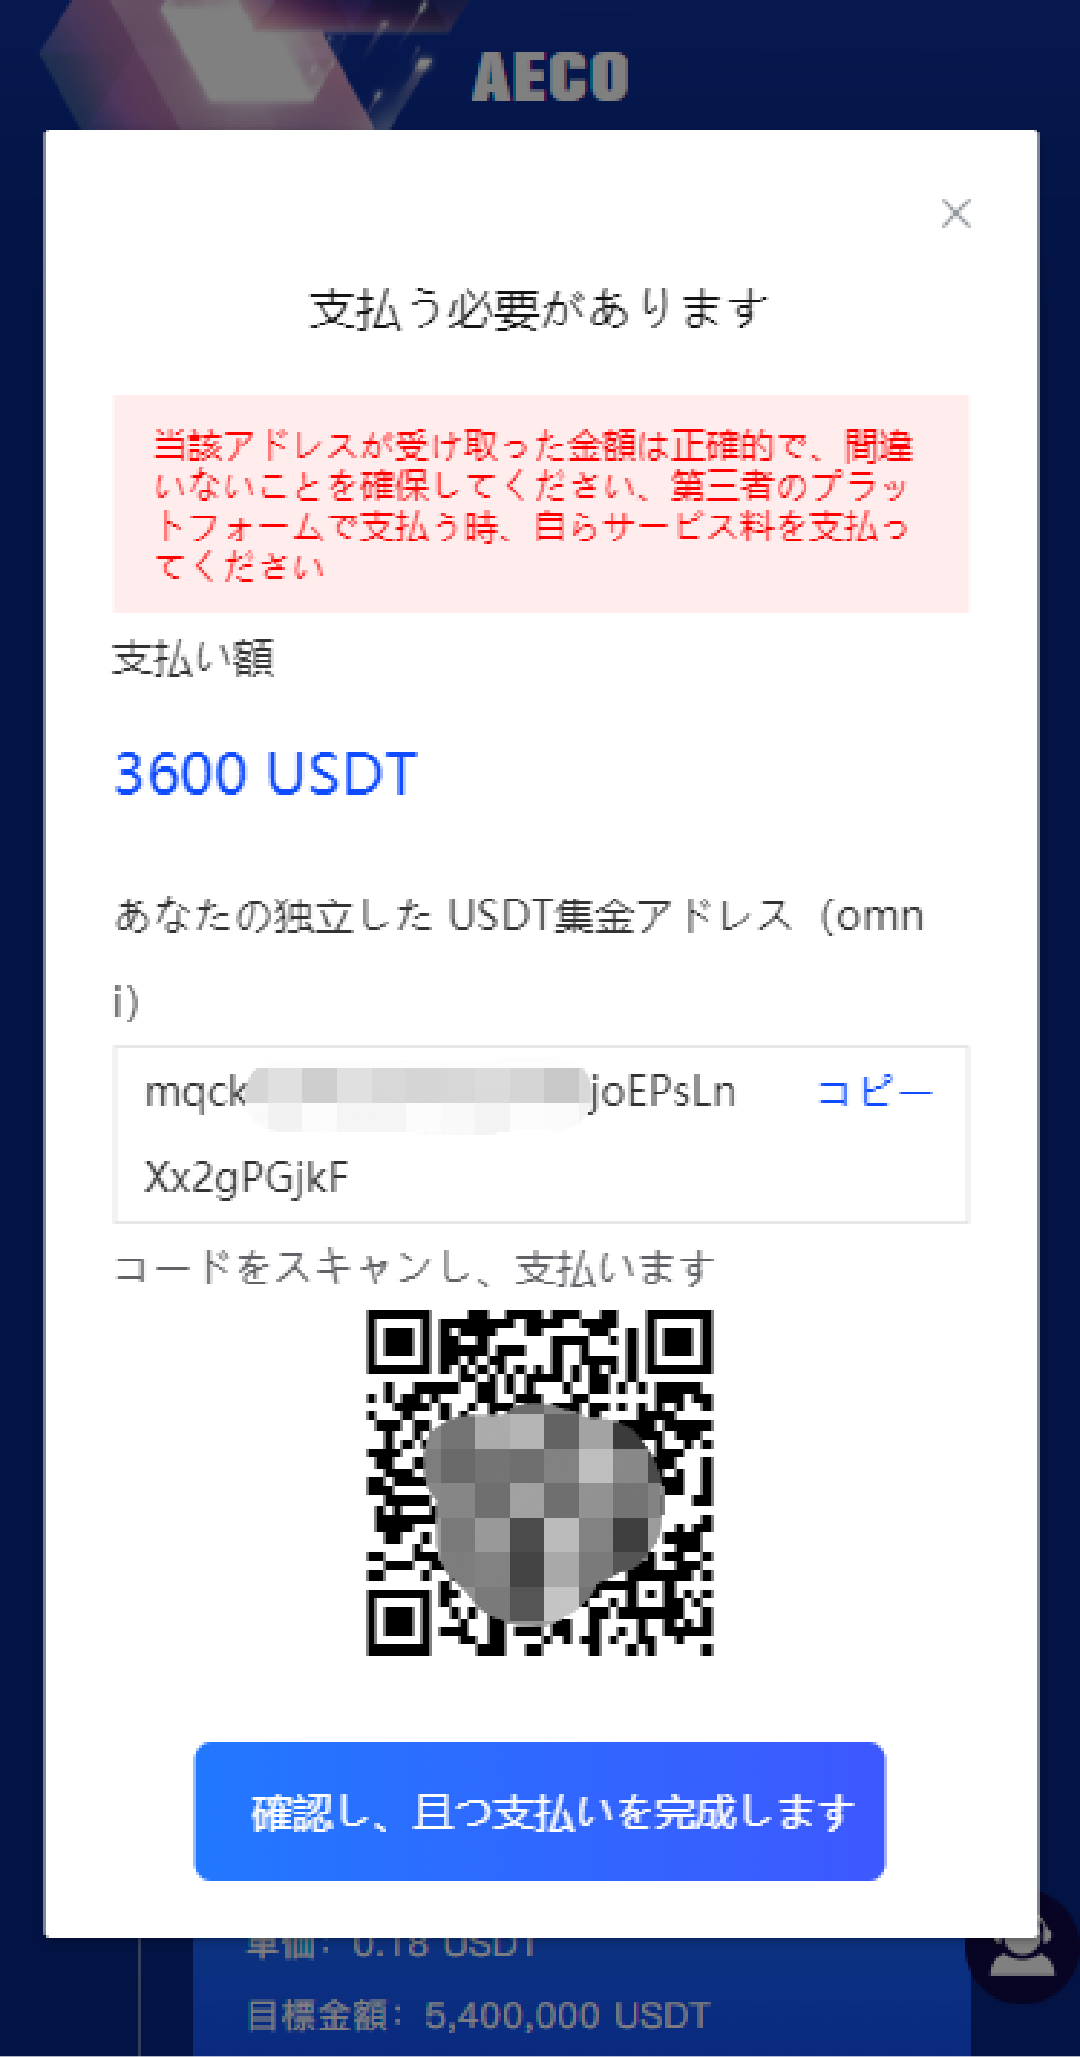 AECO
支払う必要があります
当該アドレスが受け取った金額は正確的で、間違
いないことを確保してください、第三者のプラッ
トフォームで支払う時、自らサービス料を支払っ
てください
支払い額
3600 USDT
あなたの独立した USDT集金アドレス（omn
i）
mqck joEPsLn コピー
Xx2gPGjkF
コードをスキャンし、支払います
確認し、且つ支払いを完成します
単価：0.18 USDT
目標金額：5,400,000 USDT